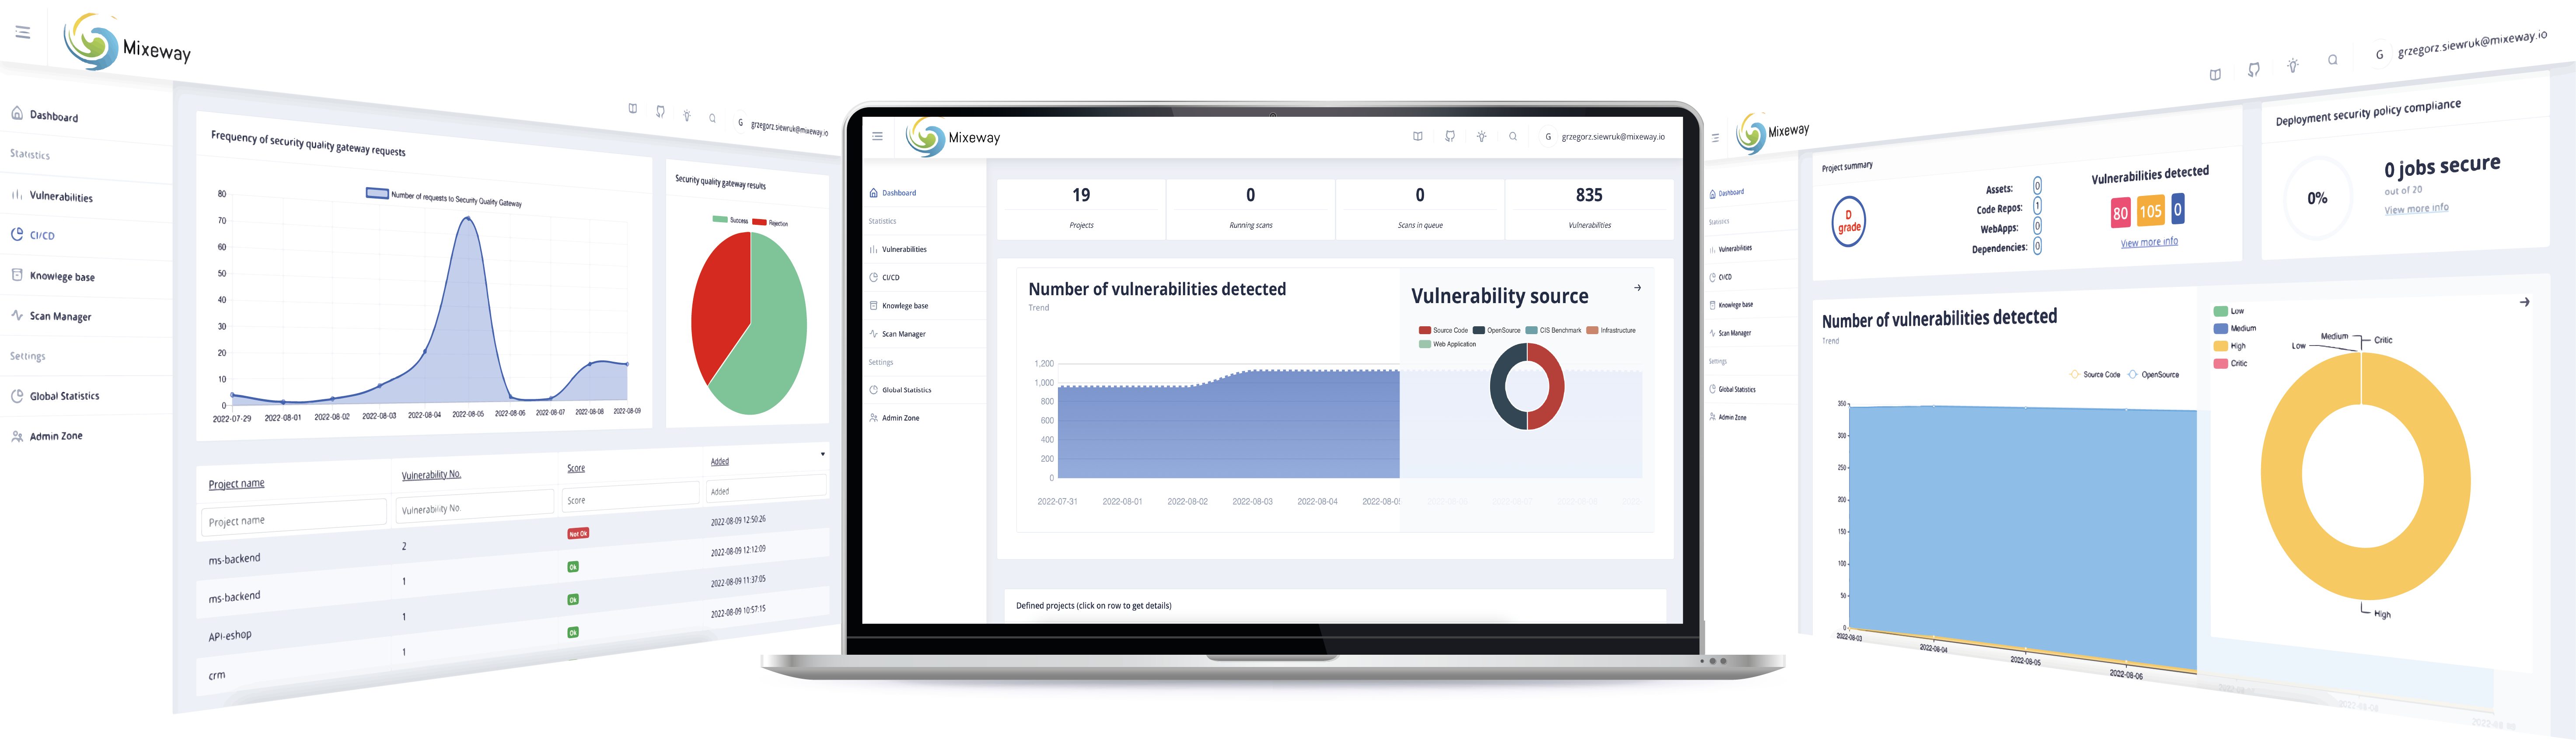 Mixeway
grzegorz.siewruk@mixeway.io
Dashboard
Statistics
Vulnerabilities
CI/CD
Knowlege base
Scan Manager
Settings
Global Statistics
Admin Zone
Frequency of security quality gateway requests
Number of requests to Security Quality Gateway
80
70
60
50
40
30
20
10
0
2022-07-29 2022-08-01 2022-08-02 2022-08-03 2022-08-04 2022-08-05 2022-08-06 2022-08-07 2022-08-08 2022-08-09
Security quality gateway results
Success Rejection
Project name Vulnerability No. Score Added
Project name Vulnerability No. Score Added
ms-backend 2 Not Ok 2022-08-09 12:50:26
ms-backend 1 Ok 2022-08-09 12:12:09
API-eshop 1 Ok 2022-08-09 11:37:05
crm 1 Ok 2022-08-09 10:57:15
Mixeway
G grzegorz.siewruk@mixeway.io
Dashboard
Statistics
Vulnerabilities
CI/CD
Knowlege base
Scan Manager
Settings
Global Statistics
Admin Zone
19 0 0 835
Projects Running scans Scans in queue Vulnerabilities
Number of vulnerabilities detected
Trend
1,200
1,000
800
600
400
200
0
2022-07-31 2022-08-01 2022-08-02 2022-08-03 2022-08-04 2022-08-05
Vulnerability source
Source Code OpenSource CIS Benchmark Infrastructure
Web Application
Defined projects (click on row to get details)
Mixeway
G grzegorz.siewruk@mixeway.io
Dashboard
Statistics
Vulnerabilities
CI/CD
Knowlege base
Scan Manager
Settings
Global Statistics
Admin Zone
Project summary
D
grade
Assets: 0
Code Repos: 1
WebApps: 0
Dependencies: 0
Vulnerabilities detected
80 105 0
View more info
Deployment security policy compliance
0%
0 jobs secure
out of 20
View more info
Number of vulnerabilities detected
Trend
Source Code OpenSource
350
300
250
200
150
100
50
0
2022-08-03 2022-08-04 2022-08-05 2022-08-06
Low
Medium
High
Critic
Low Medium Critic
High